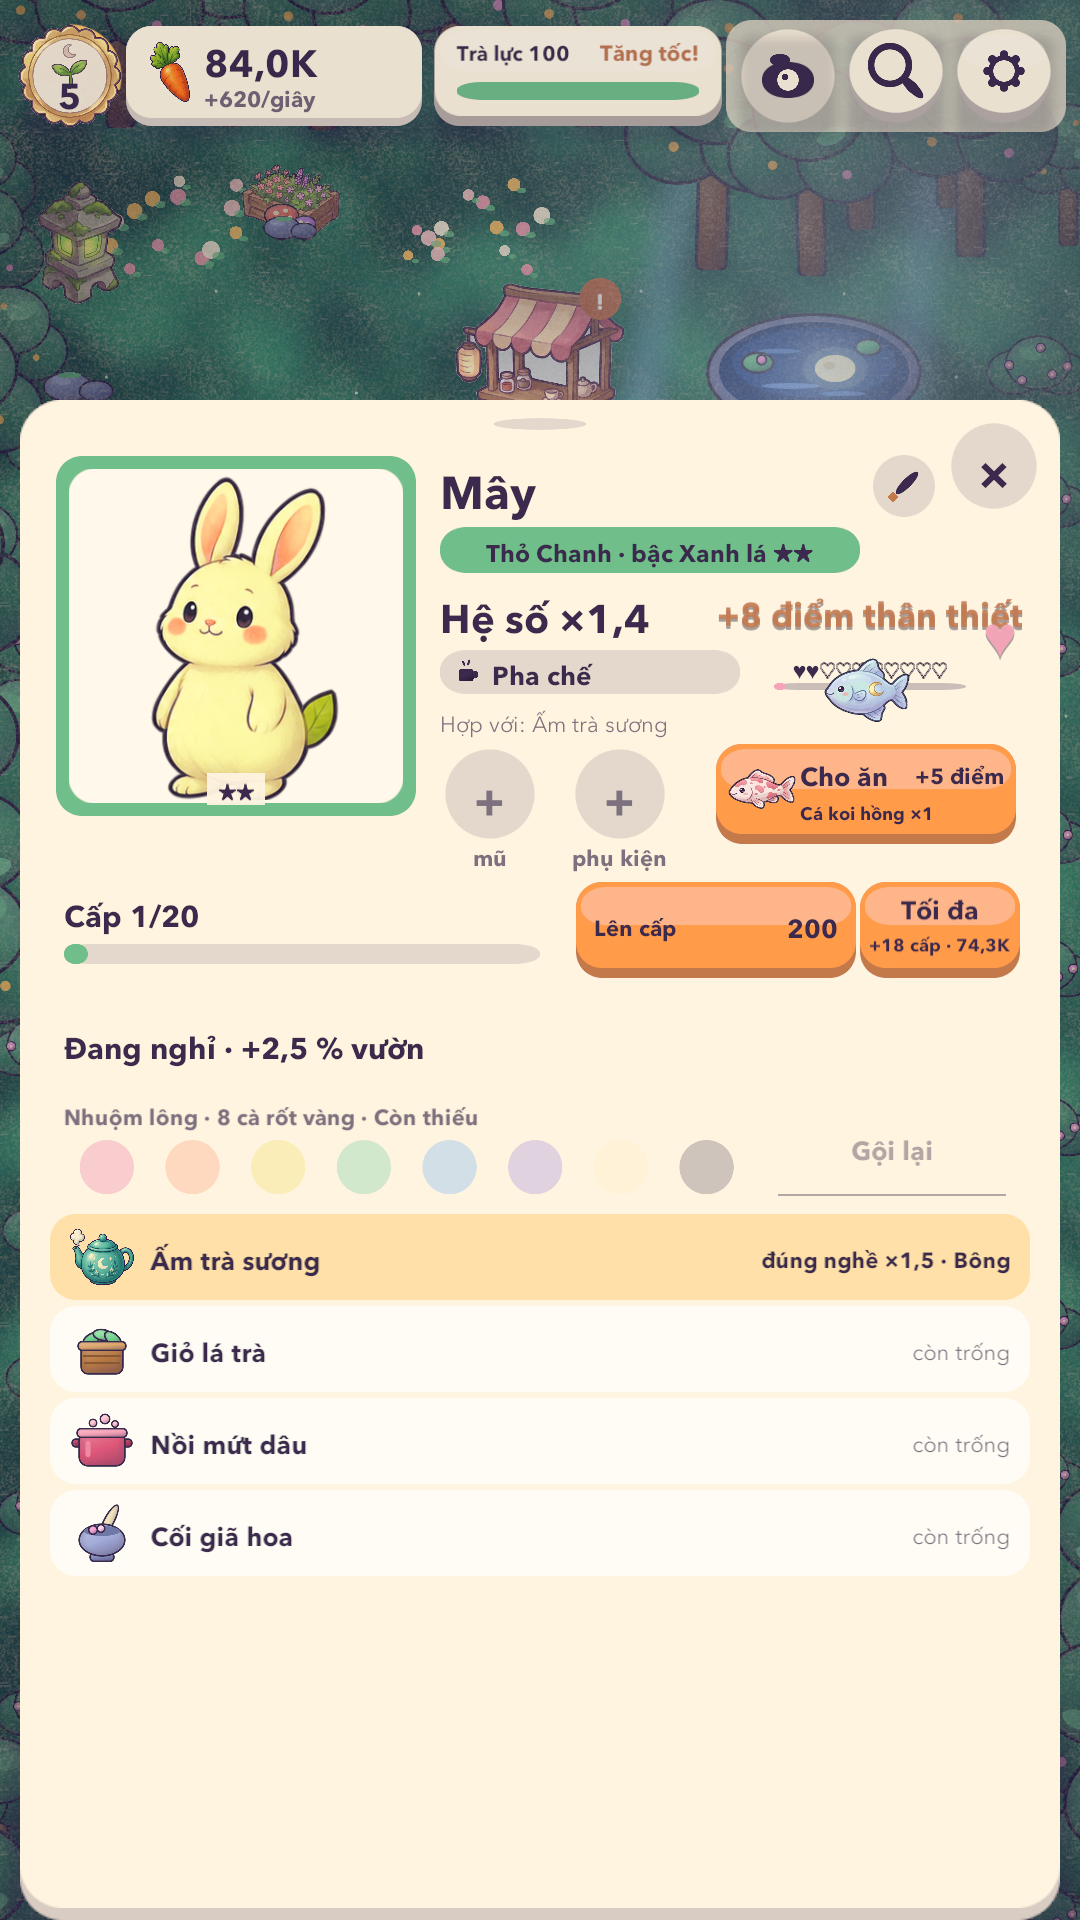 5
84,0K
+620/giây
Trà lực 100 Tăng tốc!
!
Mây
×
Thỏ Chanh · bậc Xanh lá ★★
Hệ số ×1,4
+8 điểm thân thiết
Pha chế
Hợp với: Ấm trà sương
★★
+
+
mũ
phụ kiện
Cho ăn +5 điểm
Cá koi hồng ×1
Cấp 1/20
Lên cấp 200
Tối đa
+18 cấp · 74,3K
Đang nghỉ · +2,5 % vườn
Nhuộm lông · 8 cà rốt vàng · Còn thiếu
Gội lại
Ấm trà sương đúng nghề ×1,5 · Bông
Giỏ lá trà còn trống
Nồi mứt dâu còn trống
Cối giã hoa còn trống